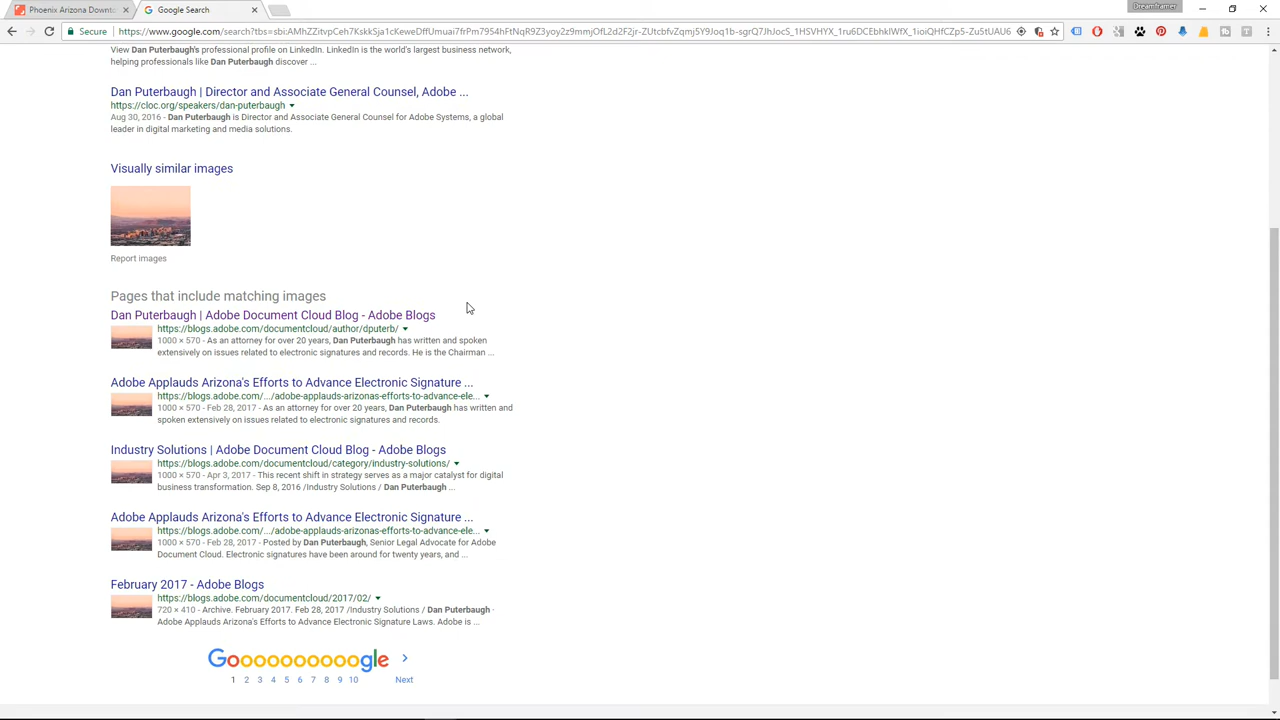 Phoenix Arizona Downto
Google Search
Dreamframer
Secure
View Dan Puterbaugh's professional profile on LinkedIn. LinkedIn is the world's largest business network,
helping professionals like Dan Puterbaugh discover ...
Dan Puterbaugh | Director and Associate General Counsel, Adobe ...
https://cloc.org/speakers/dan-puterbaugh
Aug 30, 2016 - Dan Puterbaugh is Director and Associate General Counsel for Adobe Systems, a global
leader in digital marketing and media solutions.
Visually similar images
Report images
Pages that include matching images
Dan Puterbaugh | Adobe Document Cloud Blog - Adobe Blogs
https://blogs.adobe.com/documentcloud/author/dputerb/
1000 × 570 - As an attorney for over 20 years, Dan Puterbaugh has written and spoken
extensively on issues related to electronic signatures and records. He is the Chairman ...
Adobe Applauds Arizona's Efforts to Advance Electronic Signature ...
https://blogs.adobe.com/.../adobe-applauds-arizonas-efforts-to-advance-ele...
1000 × 570 - Feb 28, 2017 - As an attorney for over 20 years, Dan Puterbaugh has written and
spoken extensively on issues related to electronic signatures and records.
Industry Solutions | Adobe Document Cloud Blog - Adobe Blogs
https://blogs.adobe.com/documentcloud/category/industry-solutions/
1000 × 570 - Apr 3, 2017 - This recent shift in strategy serves as a major catalyst for digital
business transformation. Sep 8, 2016 /Industry Solutions / Dan Puterbaugh ...
Adobe Applauds Arizona's Efforts to Advance Electronic Signature ...
https://blogs.adobe.com/.../adobe-applauds-arizonas-efforts-to-advance-ele...
1000 × 570 - Feb 28, 2017 - Posted by Dan Puterbaugh, Senior Legal Advocate for Adobe
Document Cloud. Electronic signatures have been around for twenty years, and ...
February 2017 - Adobe Blogs
https://blogs.adobe.com/documentcloud/2017/02/
720 × 410 - Archive. February 2017. Feb 28, 2017 /Industry Solutions / Dan Puterbaugh ·
Adobe Applauds Arizona's Efforts to Advance Electronic Signature Laws. Adobe is ...
Goooooooooogle
1 2 3 4 5 6 7 8 9 10 Next